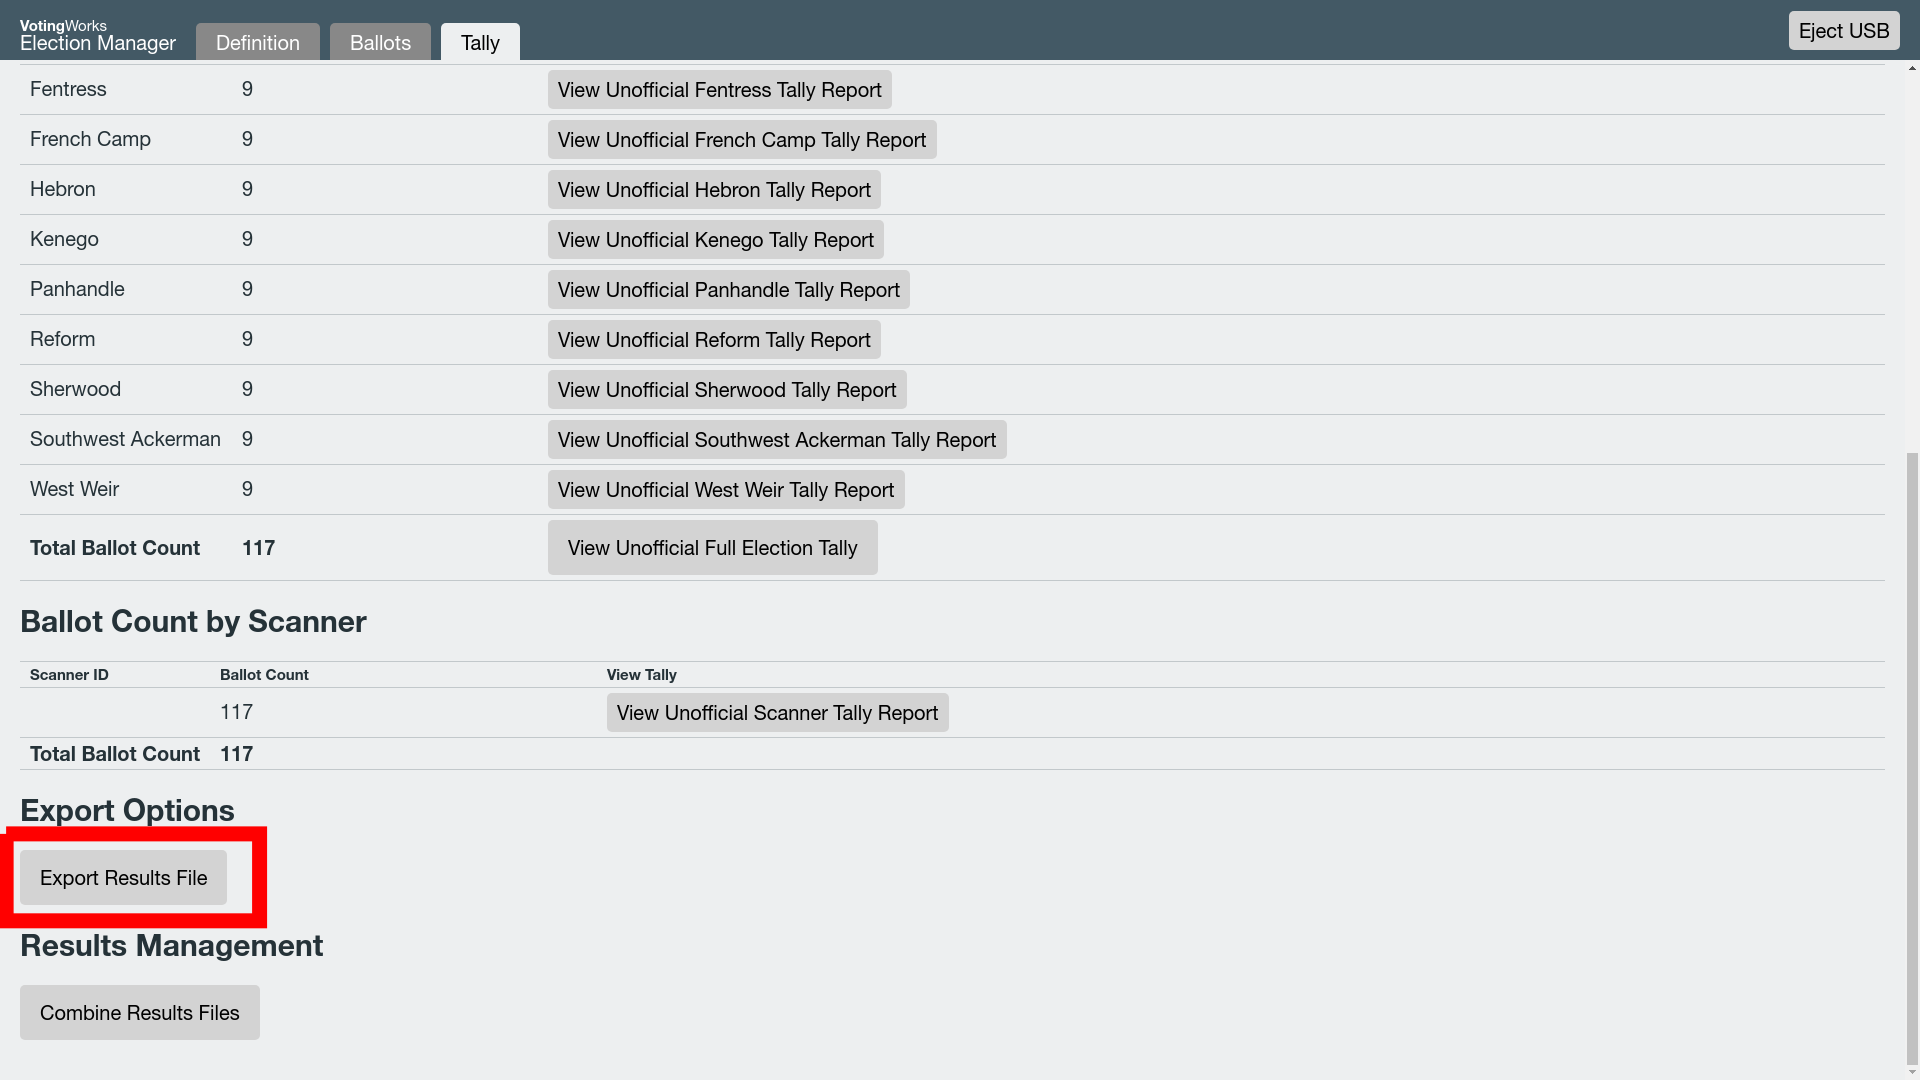 VotingWorks
Election Manager
Definition
Ballots
Tally
Eject USB
Fentress 9 View Unofficial Fentress Tally Report
French Camp 9 View Unofficial French Camp Tally Report
Hebron 9 View Unofficial Hebron Tally Report
Kenego 9 View Unofficial Kenego Tally Report
Panhandle 9 View Unofficial Panhandle Tally Report
Reform 9 View Unofficial Reform Tally Report
Sherwood 9 View Unofficial Sherwood Tally Report
Southwest Ackerman 9 View Unofficial Southwest Ackerman Tally Report
West Weir 9 View Unofficial West Weir Tally Report
Total Ballot Count 117 View Unofficial Full Election Tally
Ballot Count by Scanner
Scanner ID Ballot Count View Tally
117 View Unofficial Scanner Tally Report
Total Ballot Count 117
Export Options
Export Results File
Results Management
Combine Results Files